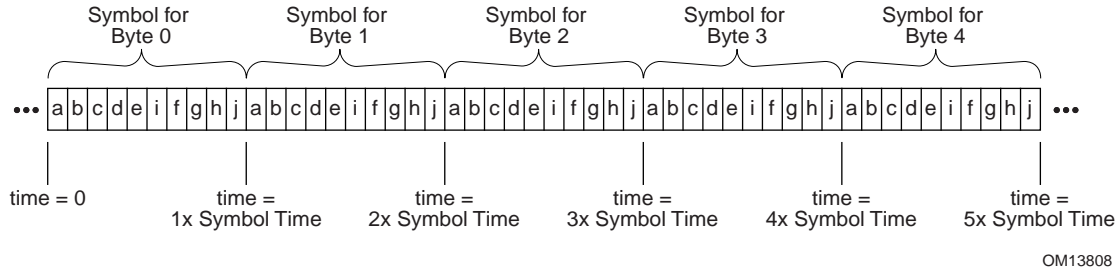 Symbol for Symbol for Symbol for Symbol for Symbol for
Byte 0 Byte 1 Byte 2 Byte 3 Byte 4
••• a b c d e i f g h j a b c d e i f g h j a b c d e i f g h j a b c d e i f g h j a b c d e i f g h j •••
time = 0 time = time = time = time = time =
1x Symbol Time 2x Symbol Time 3x Symbol Time 4x Symbol Time 5x Symbol Time
OM13808